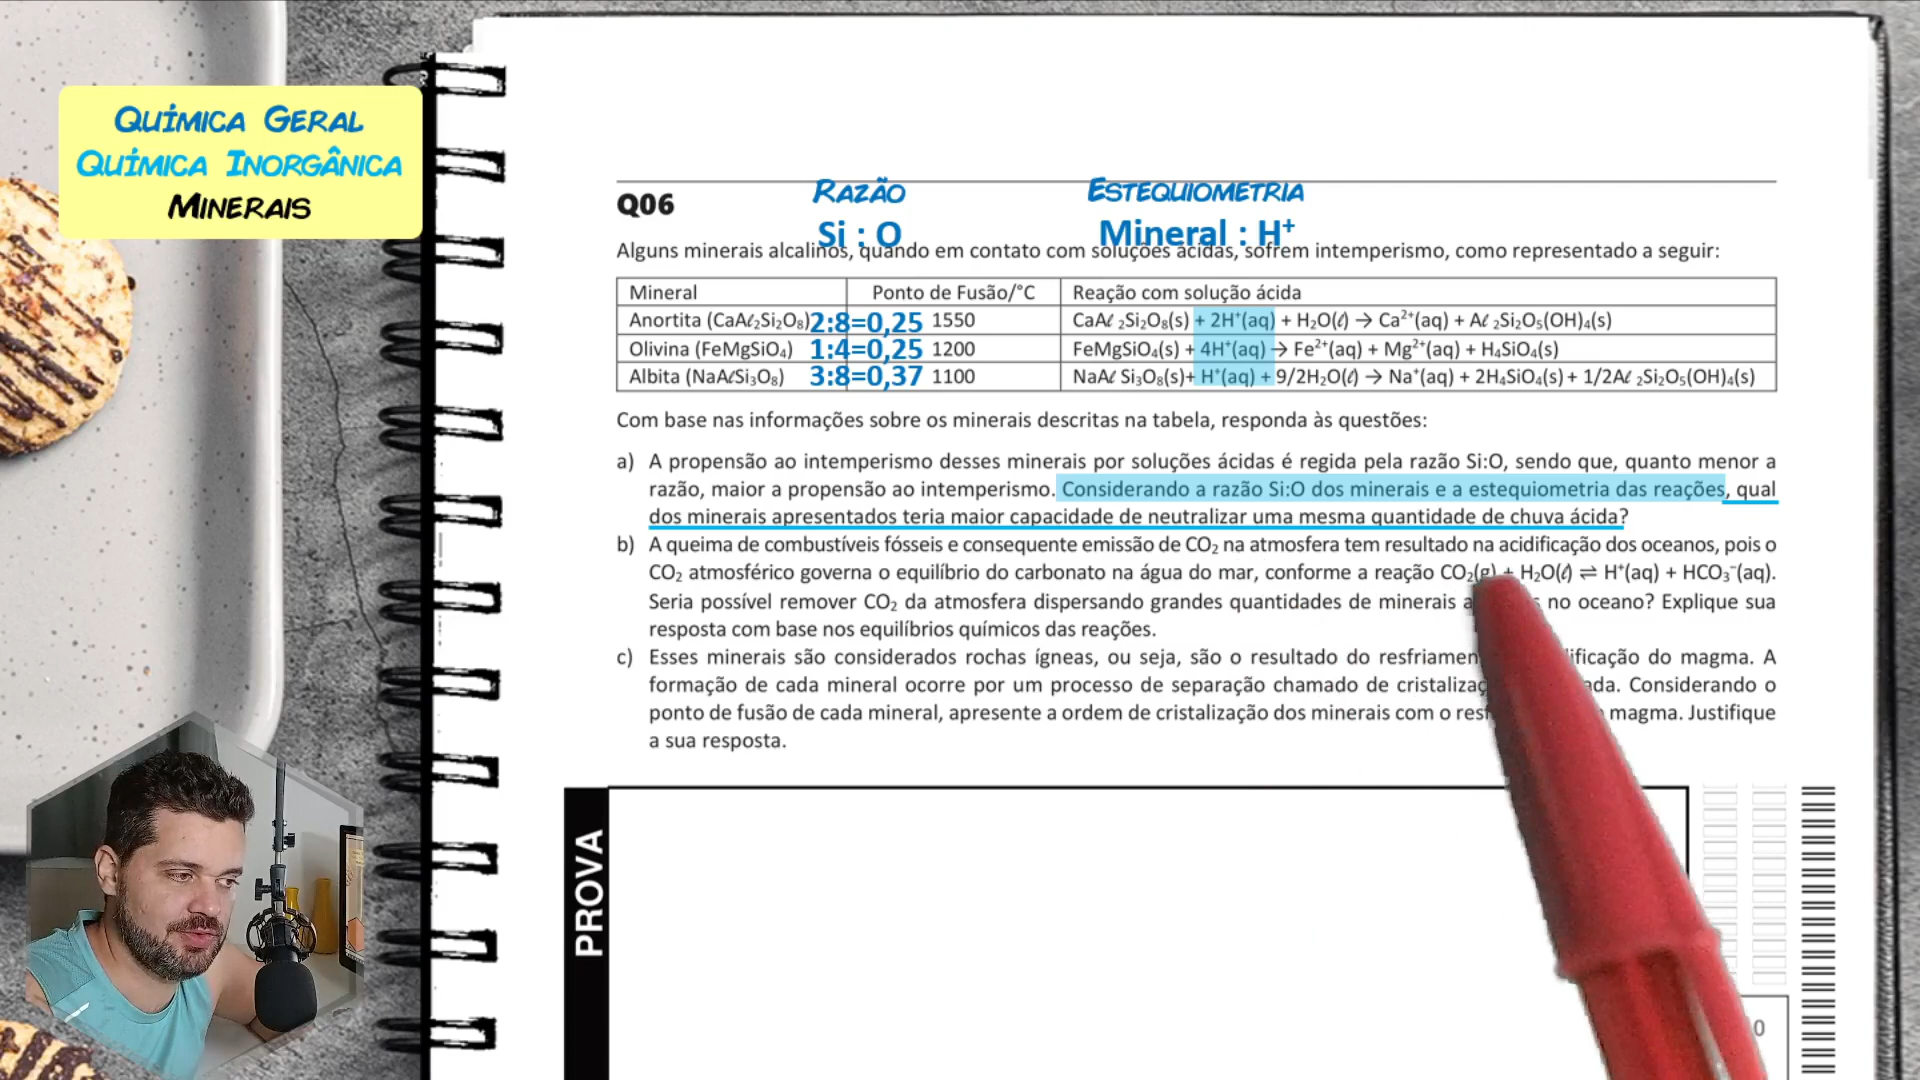 QUÍMICA GERAL
QUÍMICA INORGÂNICA
MINERAIS
Q06
RAZÃO
Si : O
ESTEQUIOMETRIA
Mineral : H⁺
Alguns minerais alcalinos, quando em contato com soluções ácidas, sofrem intemperismo, como representado a seguir:
Mineral Ponto de Fusão/°C Reação com solução ácida
Anortita (CaAℓ₂Si₂O₈) 2:8=0,25 1550 CaAℓ ₂Si₂O₈(s) + 2H⁺(aq) + H₂O(ℓ) → Ca²⁺(aq) + Aℓ ₂Si₂O₅(OH)₄(s)
Olivina (FeMgSiO₄) 1:4=0,25 1200 FeMgSiO₄(s) + 4H⁺(aq) → Fe²⁺(aq) + Mg²⁺(aq) + H₄SiO₄(s)
Albita (NaAℓSi₃O₈) 3:8=0,37 1100 NaAℓ Si₃O₈(s)+ H⁺(aq) + 9/2H₂O(ℓ) → Na⁺(aq) + 2H₄SiO₄(s) + 1/2Aℓ ₂Si₂O₅(OH)₄(s)
Com base nas informações sobre os minerais descritas na tabela, responda às questões:
a) A propensão ao intemperismo desses minerais por soluções ácidas é regida pela razão Si:O, sendo que, quanto menor a
razão, maior a propensão ao intemperismo. Considerando a razão Si:O dos minerais e a estequiometria das reações, qual
dos minerais apresentados teria maior capacidade de neutralizar uma mesma quantidade de chuva ácida?
b) A queima de combustíveis fósseis e consequente emissão de CO₂ na atmosfera tem resultado na acidificação dos oceanos, pois o
CO₂ atmosférico governa o equilíbrio do carbonato na água do mar, conforme a reação CO₂(g) + H₂O(ℓ) ⇌ H⁺(aq) + HCO₃⁻(aq).
Seria possível remover CO₂ da atmosfera dispersando grandes quantidades de minerais no oceano? Explique sua
resposta com base nos equilíbrios químicos das reações.
c) Esses minerais são considerados rochas ígneas, ou seja, são o resultado do magma. A
formação de cada mineral ocorre por um processo de separação chamado de Considerando o
ponto de fusão de cada mineral, apresente a ordem de cristalização dos minerais com o magma. Justifique
a sua resposta.
PROVA
0